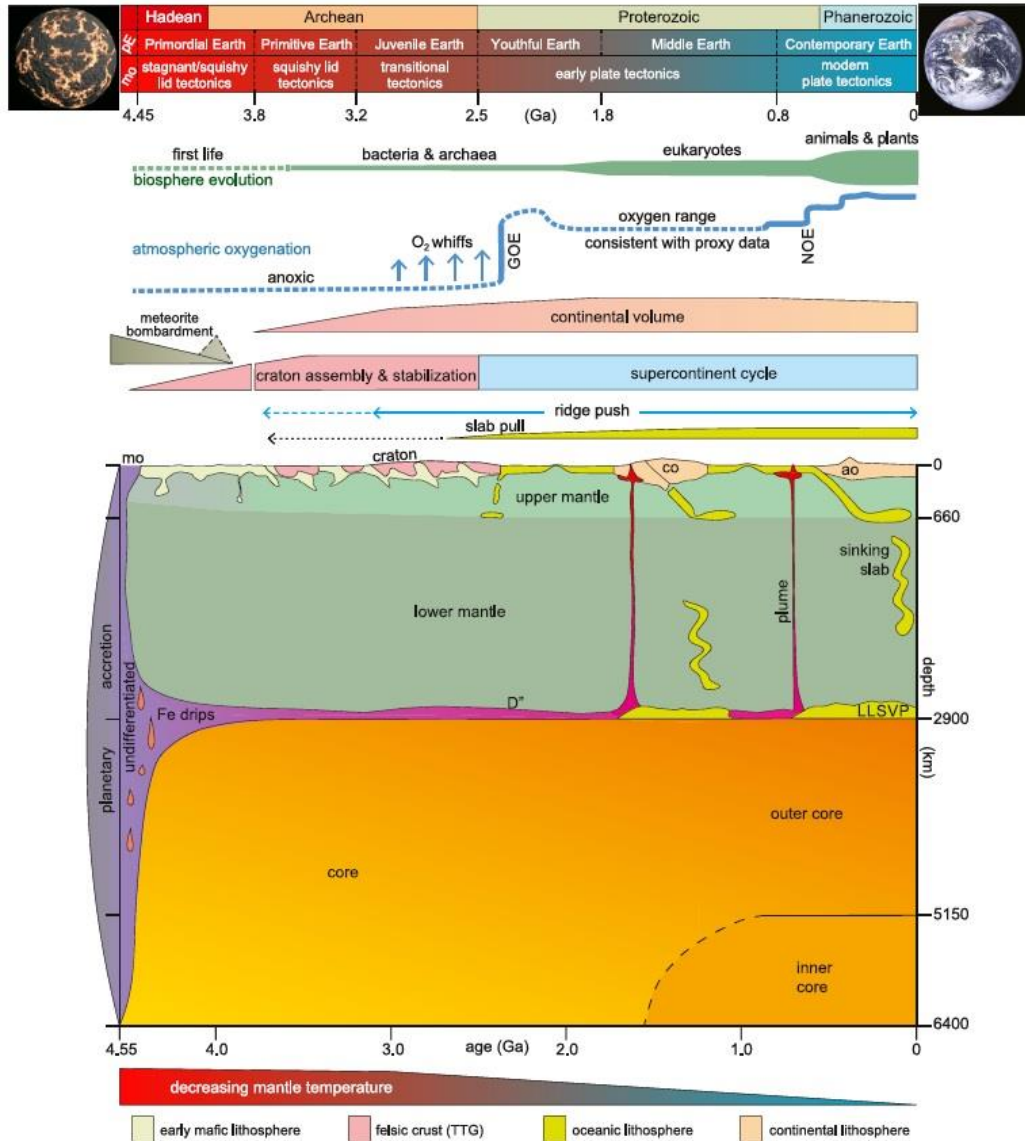 Hadean Archean Proterozoic Phanerozoic
pE Primordial Earth Primitive Earth Juvenile Earth Youthful Earth Middle Earth Contemporary Earth
mo stagnant/squishy lid tectonics squishy lid tectonics transitional tectonics early plate tectonics modern plate tectonics
4.45 3.8 3.2 2.5 (Ga) 1.8 0.8 0
first life bacteria & archaea eukaryotes animals & plants
biosphere evolution
oxygen range
atmospheric oxygenation O2 whiffs GOE consistent with proxy data NOE
anoxic
meteorite bombardment
continental volume
craton assembly & stabilization supercontinent cycle
ridge push
slab pull
mo craton co ao 0
upper mantle
660
sinking slab
lower mantle plume
accretion
undifferentiated
planetary
Fe drips D” LLSVP
depth (km)
2900
outer core
core
5150
inner core
6400
4.55 4.0 3.0 age (Ga) 2.0 1.0 0
decreasing mantle temperature
early mafic lithosphere felsic crust (TTG) oceanic lithosphere continental lithosphere